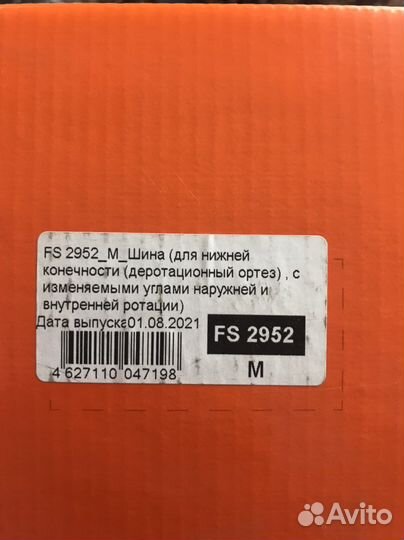 FS 2952_M_Шина (для нижней
конечности (деротационный ортез) , с
изменяемыми углами наружней и
внутренней ротации)
Дата выпуска01.08.2021
FS 2952
M
4 627110 047198
Avito